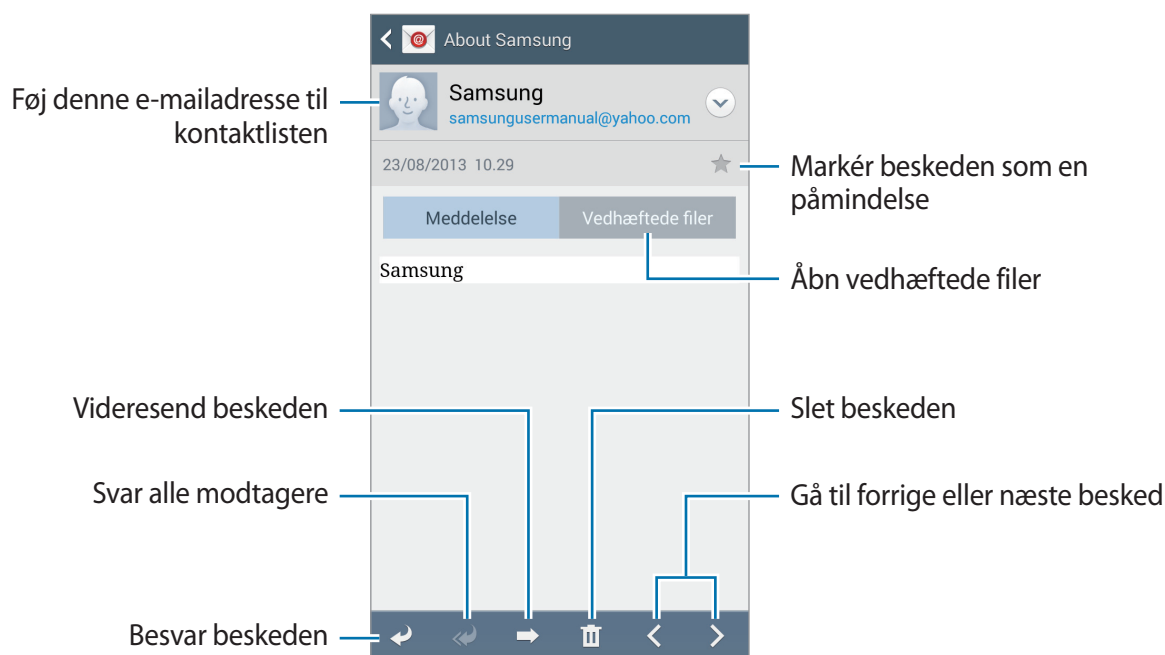 About Samsung
Føj denne e-mailadresse til
kontaktlisten
Samsung
samsungusermanual@yahoo.com
23/08/2013 10.29
Markér beskeden som en
påmindelse
Meddelelse
Vedhæftede filer
Samsung
Åbn vedhæftede filer
Videresend beskeden
Slet beskeden
Svar alle modtagere
Gå til forrige eller næste besked
Besvar beskeden